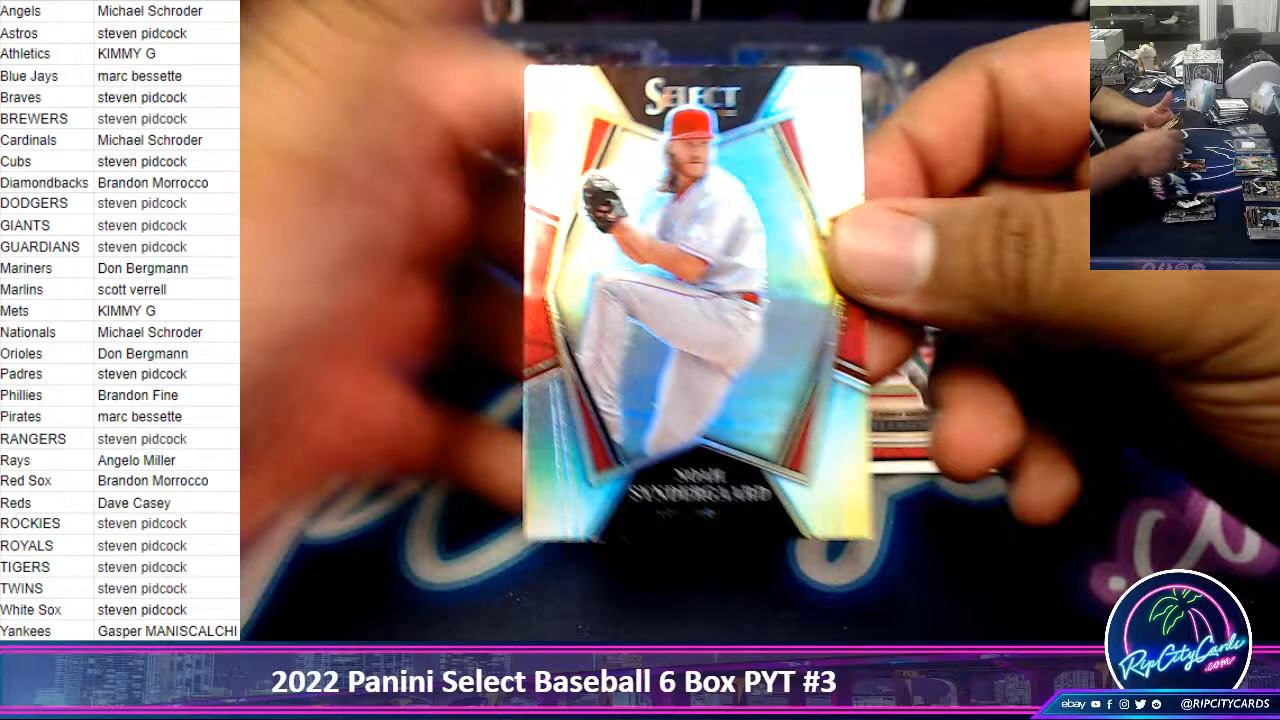 Angels Michael Schroder
Astros steven pidcock
Athletics KIMMY G
Blue Jays marc bessette
Braves steven pidcock
BREWERS steven pidcock
Cardinals Michael Schroder
Cubs steven pidcock
Diamondbacks Brandon Morrocco
DODGERS steven pidcock
GIANTS steven pidcock
GUARDIANS steven pidcock
Mariners Don Bergmann
Marlins scott verrell
Mets KIMMY G
Nationals Michael Schroder
Orioles Don Bergmann
Padres steven pidcock
Phillies Brandon Fine
Pirates marc bessette
RANGERS steven pidcock
Rays Angelo Miller
Red Sox Brandon Morrocco
Reds Dave Casey
ROCKIES steven pidcock
ROYALS steven pidcock
TIGERS steven pidcock
TWINS steven pidcock
White Sox steven pidcock
Yankees Gasper MANISCALCHI
SELECT
NOAH
SYNDERGAARD
2022 Panini Select Baseball 6 Box PYT #3
RipCityCards
.com
ebay @RIPCITYCARDS